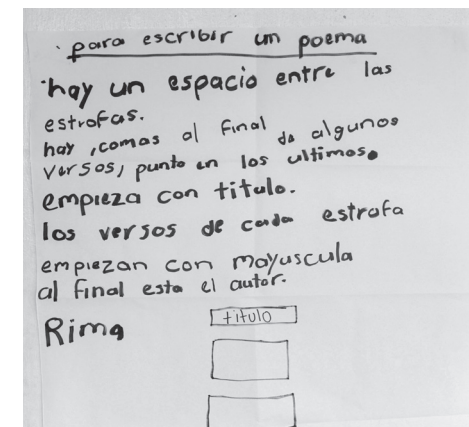 · para escribir un poema
· hay un espacio entre las
estrofas.
hay ,comas al final de algunos
versos, punto en los ultimos.
empieza con titulo.
los versos de cada estrofa
empiezan con mayuscula
al final esta el autor.
Rima
titulo